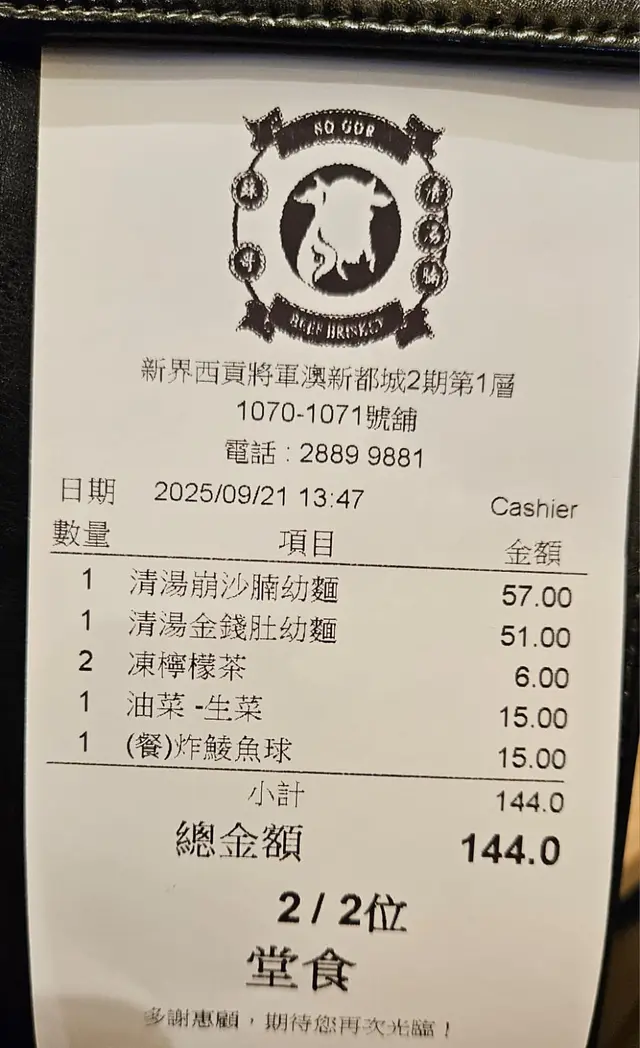 SO GOR
蘇哥
清湯腩
BEEF BRISKET
新界西貢將軍澳新都城2期第1層
1070-1071號舖
電話 : 2889 9881
日期 2025/09/21 13:47 Cashier
數量 項目 金額
1 清湯崩沙腩幼麵 57.00
1 清湯金錢肚幼麵 51.00
2 凍檸檬茶 6.00
1 油菜 -生菜 15.00
1 (餐)炸鯪魚球 15.00
小計 144.0
總金額 144.0
2 / 2位
堂食
多謝惠顧，期待您再次光臨！